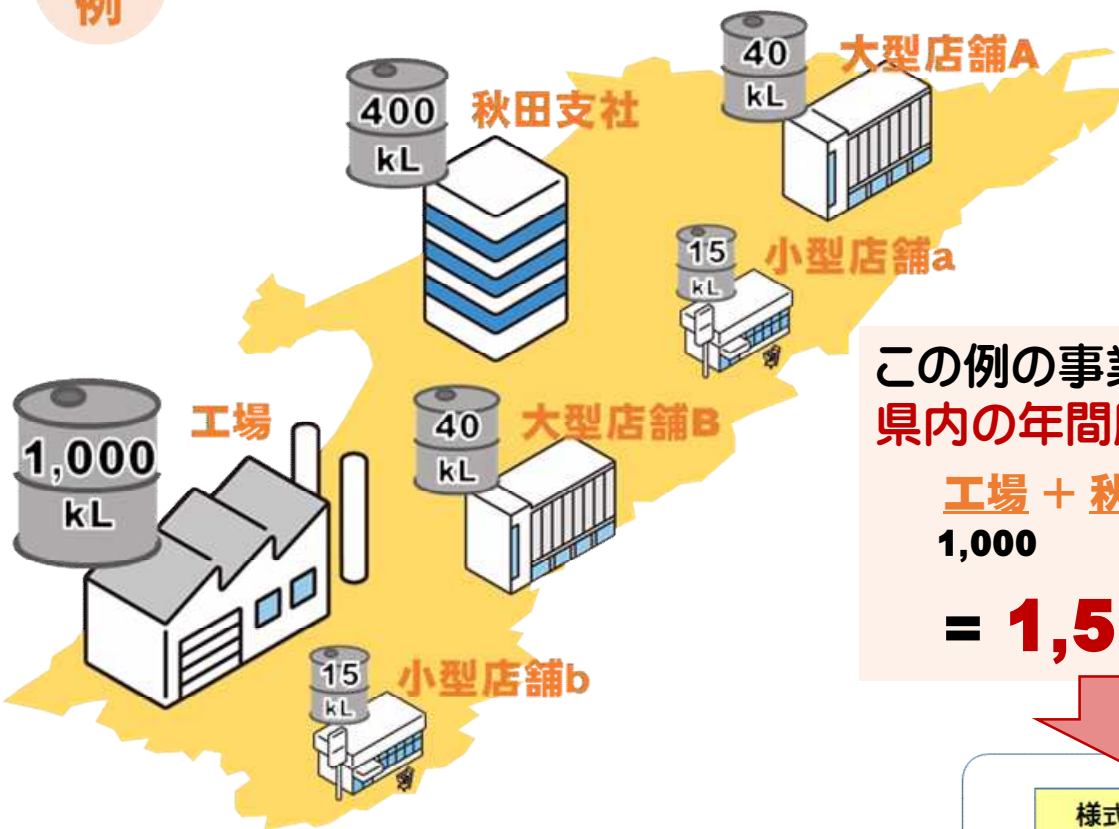 例
40
kL
大型店舗A
400
kL
秋田支社
15
kL
小型店舗a
この例の事業
県内の年間
工場 + 秋
1,000
= 1,5
1,000
kL
工場
40
kL
大型店舗B
15
kL
小型店舗b
様式